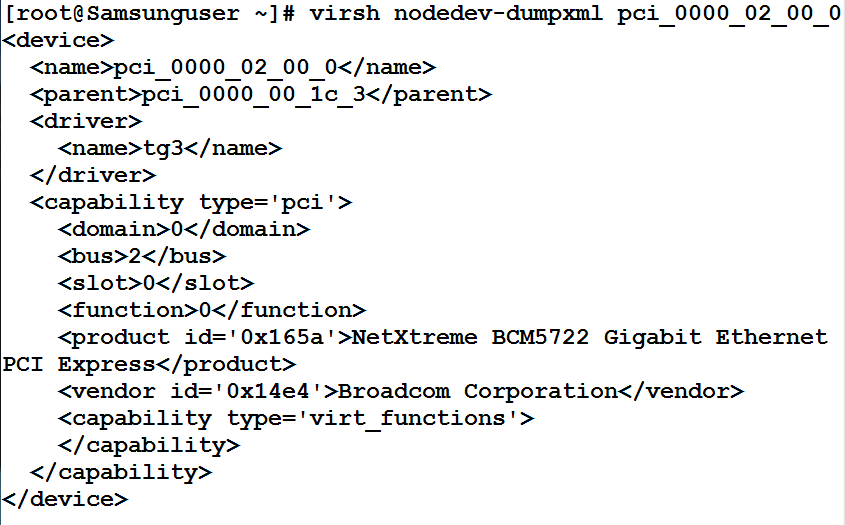 [root@Samsunguser ~]# virsh nodedev-dumpxml pci_0000_02_00_0
<device>
  <name>pci_0000_02_00_0</name>
  <parent>pci_0000_00_1c_3</parent>
  <driver>
    <name>tg3</name>
  </driver>
  <capability type='pci'>
    <domain>0</domain>
    <bus>2</bus>
    <slot>0</slot>
    <function>0</function>
    <product id='0x165a'>NetXtreme BCM5722 Gigabit Ethernet
PCI Express</product>
    <vendor id='0x14e4'>Broadcom Corporation</vendor>
    <capability type='virt_functions'>
    </capability>
  </capability>
</device>